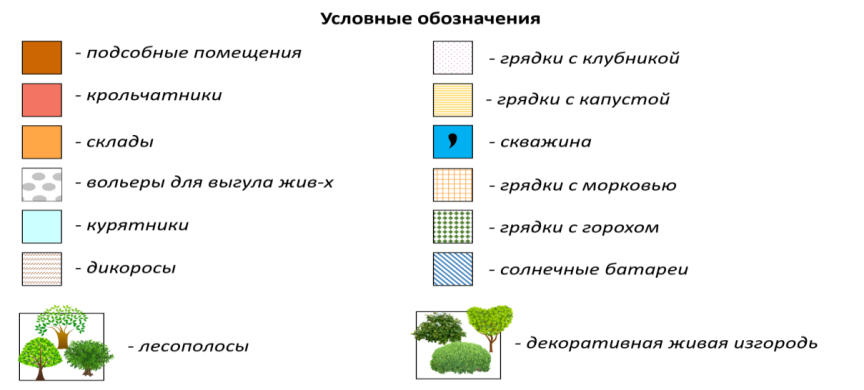 Условные обозначения
- подсобные помещения
- крольчатники
- склады
- вольеры для выгула жив-х
- курятники
- дикоросы
- лесополосы
- грядки с клубникой
- грядки с капустой
- скважина
- грядки с морковью
- грядки с горохом
- солнечные батареи
- декоративная живая изгородь